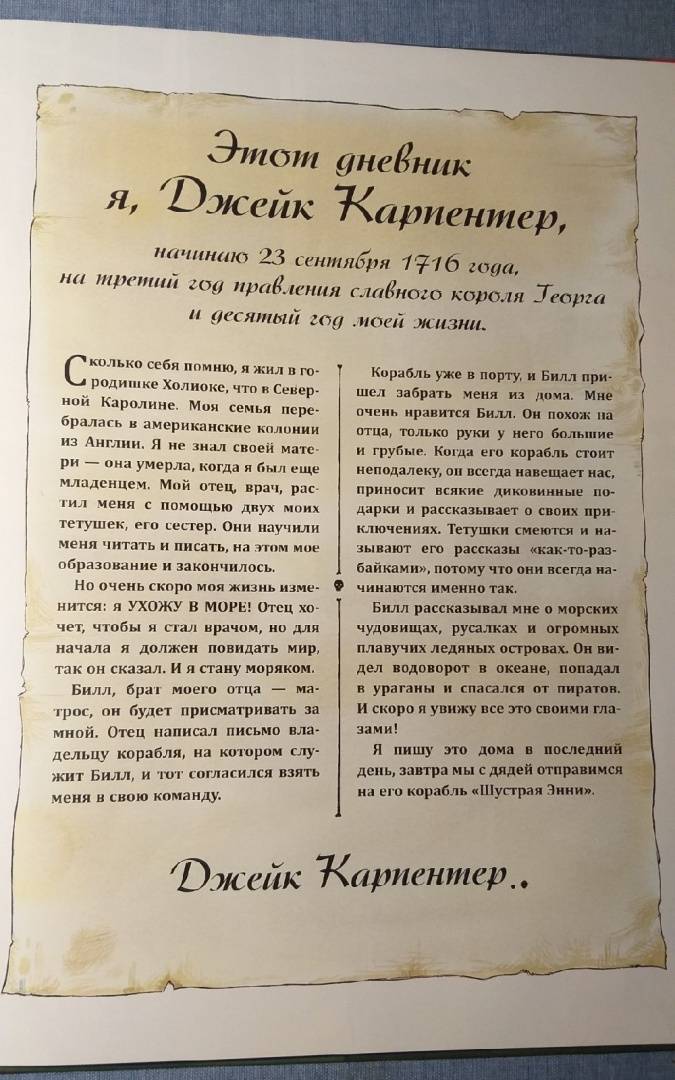 Этот дневник
я, Джейк Карпентер,
начинаю 23 сентября 1716 года,
на третий год правления славного короля Георга
и десятый год моей жизни.
Сколько себя помню, я жил в го-
родишке Холиоке, что в Север-
ной Каролине. Моя семья пере-
бралась в американские колонии
из Англии. Я не знал своей мате-
ри — она умерла, когда я был еще
младенцем. Мой отец, врач, рас-
тил меня с помощью двух моих
тетушек, его сестер. Они научили
меня читать и писать, на этом мое
образование и закончилось.
Но очень скоро моя жизнь изме-
нится: я УХОЖУ В МОРЕ! Отец хо-
чет, чтобы я стал врачом, но для
начала я должен повидать мир,
так он сказал. И я стану моряком.
Билл, брат моего отца — ма-
трос, он будет присматривать за
мной. Отец написал письмо вла-
дельцу корабля, на котором слу-
жит Билл, и тот согласился взять
меня в свою команду.
Корабль уже в порту, и Билл при-
шел забрать меня из дома. Мне
очень нравится Билл. Он похож на
отца, только руки у него большие
и грубые. Когда его корабль стоит
неподалеку, он всегда навещает нас,
приносит всякие диковинные по-
дарки и рассказывает о своих при-
ключениях. Тетушки смеются и на-
зывают его рассказы «как-то-раз-
байками», потому что они всегда на-
чинаются именно так.
Билл рассказывал мне о морских
чудовищах, русалках и огромных
плавучих ледяных островах. Он ви-
дел водоворот в океане, попадал
в ураганы и спасался от пиратов.
И скоро я увижу все это своими гла-
зами!
Я пишу это дома в последний
день, завтра мы с дядей отправимся
на его корабль «Шустрая Энни».
Джейк Карпентер..